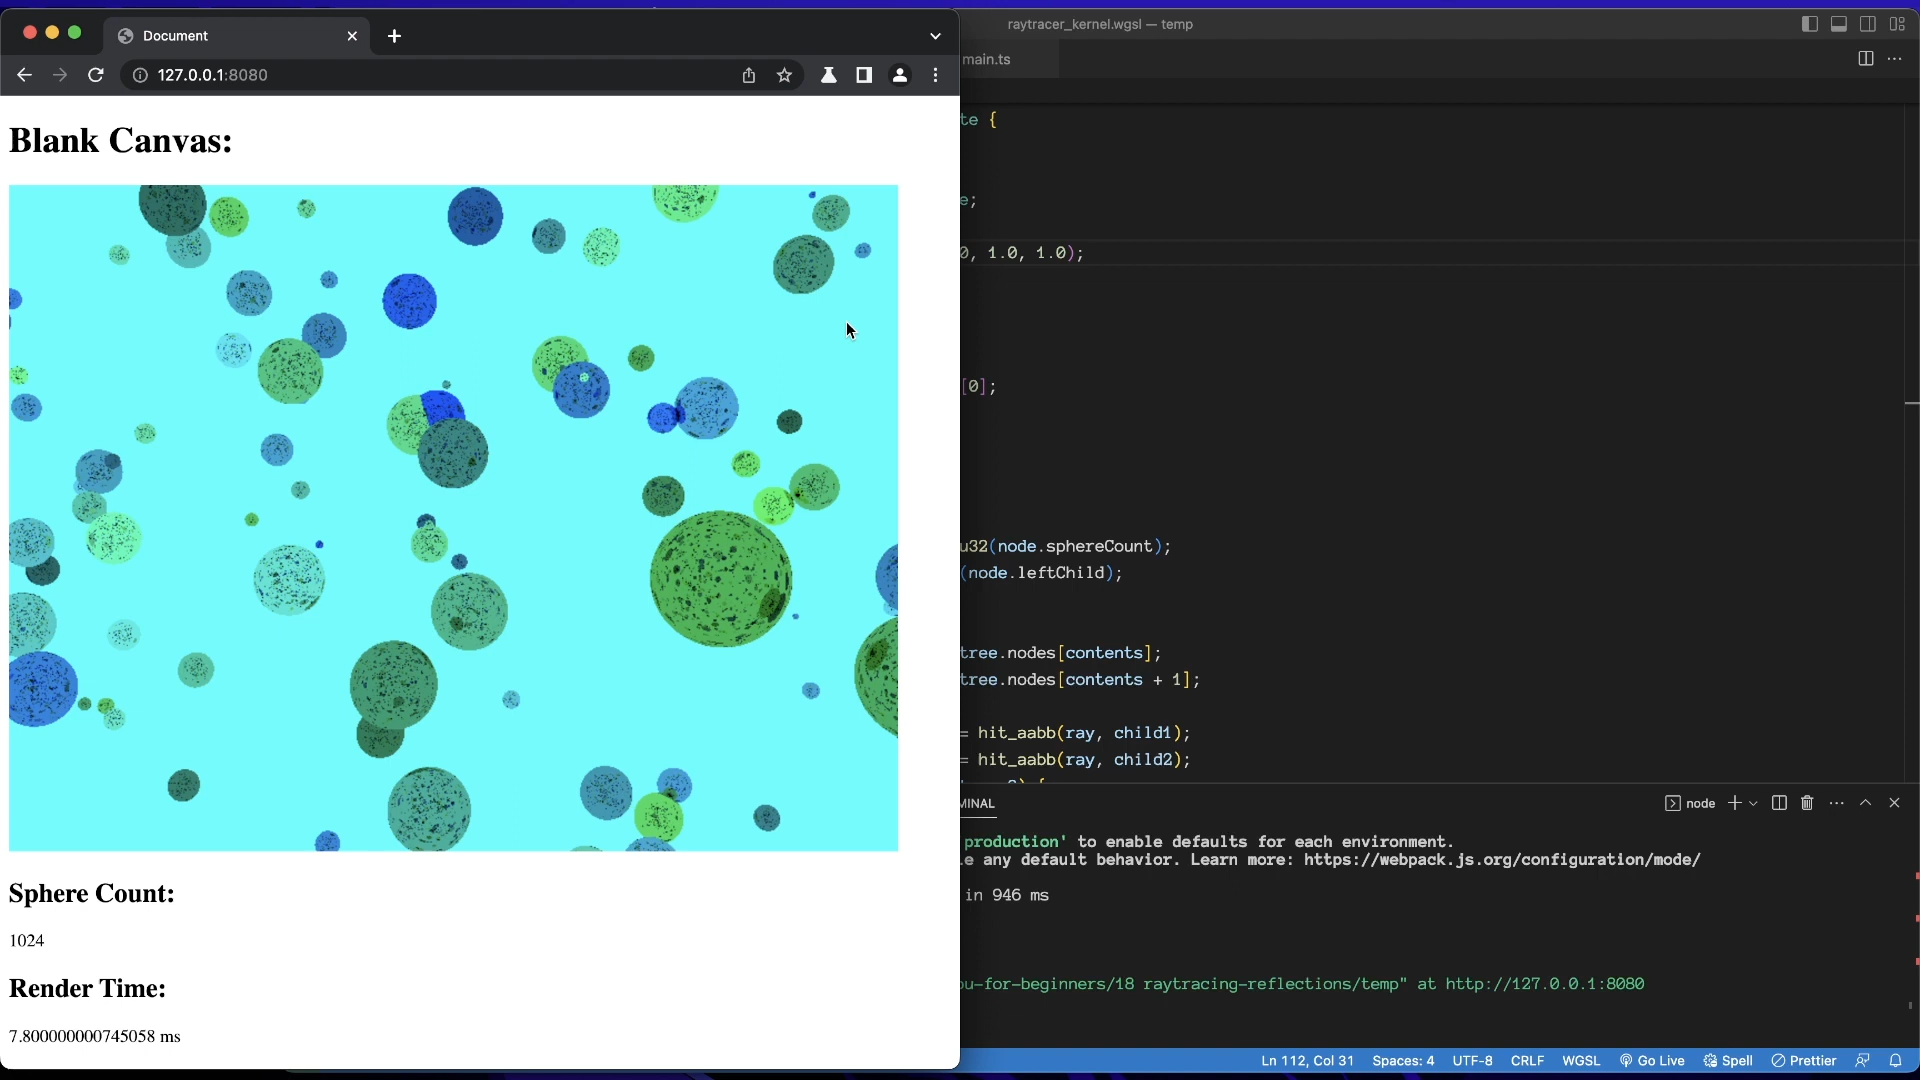 Document
127.0.0.1:8080
Blank Canvas:
Sphere Count:
1024
Render Time:
7.800000000745058 ms
raytracer_kernel.wgsl — temp
main.ts
te {
e;
0, 1.0, 1.0);
[0];
u32(node.sphereCount);
(node.leftChild);
tree.nodes[contents];
tree.nodes[contents + 1];
= hit_aabb(ray, child1);
= hit_aabb(ray, child2);
MINAL
node
production' to enable defaults for each environment.
e any default behavior. Learn more: https://webpack.js.org/configuration/mode/
in 946 ms
pu-for-beginners/18 raytracing-reflections/temp" at http://127.0.0.1:8080
Ln 112, Col 31 Spaces: 4 UTF-8 CRLF WGSL Go Live Spell Prettier